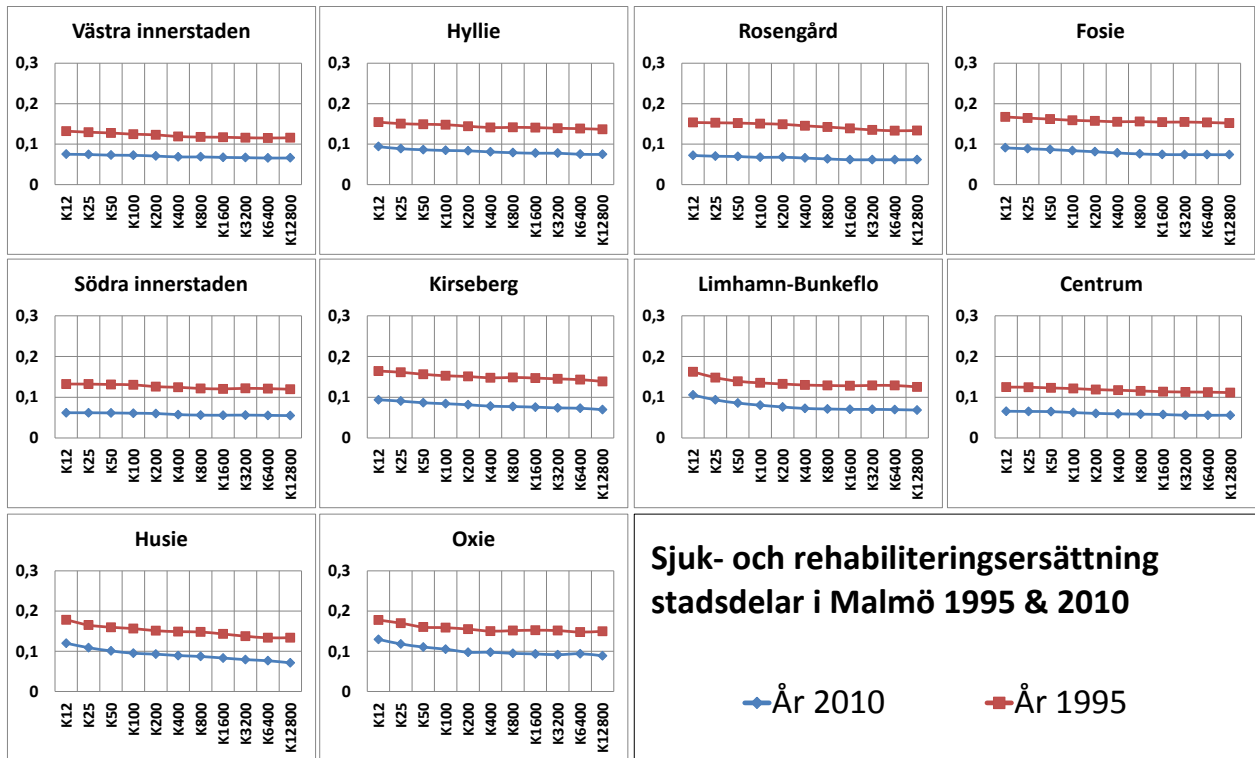 Västra innerstaden
0,3
0,2
0,1
0
K12
K25
K50
K100
K200
K400
K800
K1600
K3200
K6400
K12800
Hyllie
0,3
0,2
0,1
0
K12
K25
K50
K100
K200
K400
K800
K1600
K3200
K6400
K12800
Rosengård
0,3
0,2
0,1
0
K12
K25
K50
K100
K200
K400
K800
K1600
K3200
K6400
K12800
Fosie
0,3
0,2
0,1
0
K12
K25
K50
K100
K200
K400
K800
K1600
K3200
K6400
K12800
Södra innerstaden
0,3
0,2
0,1
0
K12
K25
K50
K100
K200
K400
K800
K1600
K3200
K6400
K12800
Kirseberg
0,3
0,2
0,1
0
K12
K25
K50
K100
K200
K400
K800
K1600
K3200
K6400
K12800
Limhamn-Bunkeflo
0,3
0,2
0,1
0
K12
K25
K50
K100
K200
K400
K800
K1600
K3200
K6400
K12800
Centrum
0,3
0,2
0,1
0
K12
K25
K50
K100
K200
K400
K800
K1600
K3200
K6400
K12800
Husie
0,3
0,2
0,1
0
K12
K25
K50
K100
K200
K400
K800
K1600
K3200
K6400
K12800
Oxie
0,3
0,2
0,1
0
K12
K25
K50
K100
K200
K400
K800
K1600
K3200
K6400
K12800
Sjuk- och rehabiliteringsersättning
stadsdelar i Malmö 1995 & 2010
År 2010
År 1995